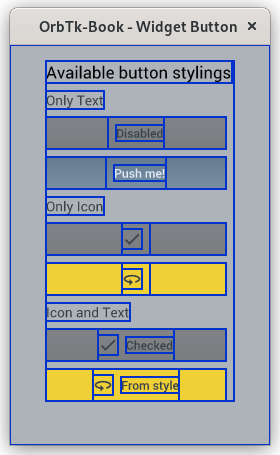 OrbTk-Book - Widget Button
Available button stylings
Only Text
Disabled
Push me!
Only Icon
Icon and Text
Checked
From style